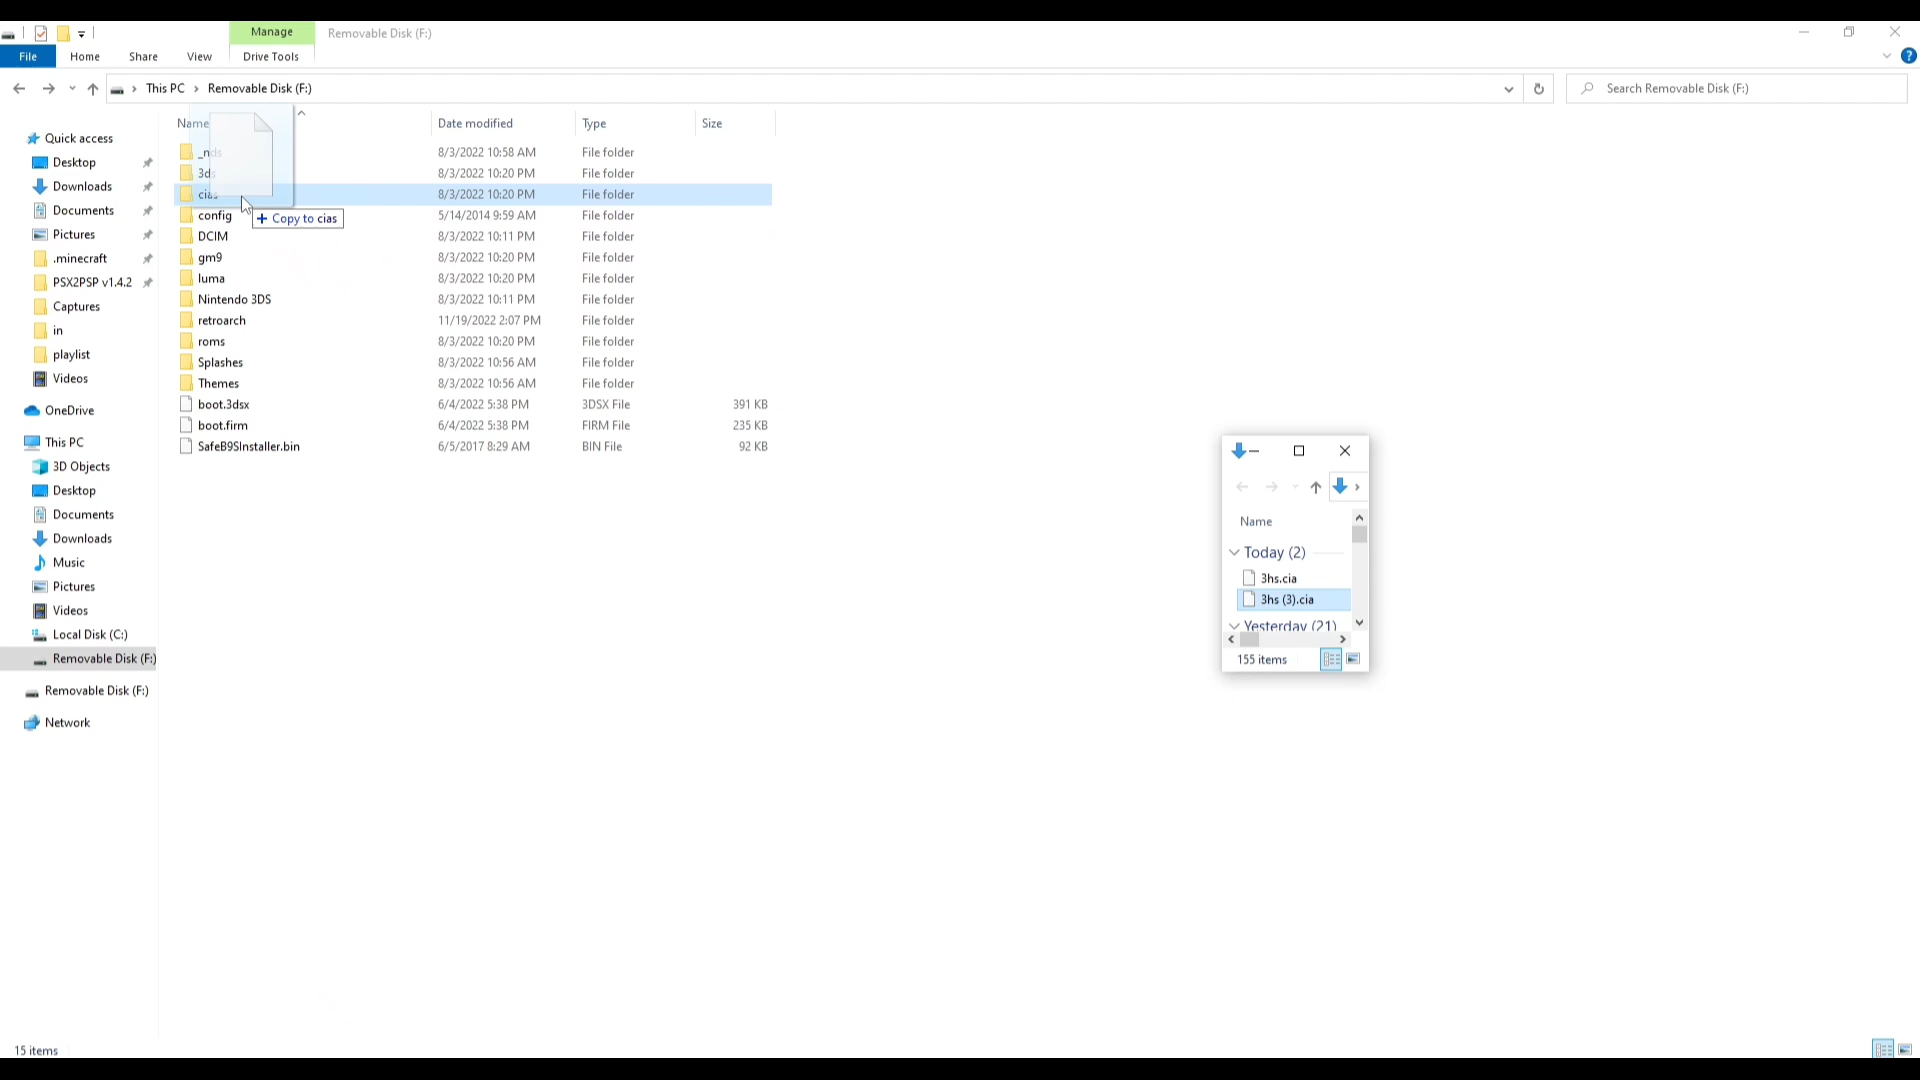 Manage
Removable Disk (F:)
File
Home
Share
View
Drive Tools
?
This PC > Removable Disk (F:)
Search Removable Disk (F:)
Name
Date modified
Type
Size
_nds 8/3/2022 10:58 AM File folder
3ds 8/3/2022 10:20 PM File folder
cias 8/3/2022 10:20 PM File folder
+ Copy to cias
config 5/14/2014 9:59 AM File folder
DCIM 8/3/2022 10:11 PM File folder
gm9 8/3/2022 10:20 PM File folder
luma 8/3/2022 10:20 PM File folder
Nintendo 3DS 8/3/2022 10:11 PM File folder
retroarch 11/19/2022 2:07 PM File folder
roms 8/3/2022 10:20 PM File folder
Splashes 8/3/2022 10:56 AM File folder
Themes 8/3/2022 10:56 AM File folder
boot.3dsx 6/4/2022 5:38 PM 3DSX File 391 KB
boot.firm 6/4/2022 5:38 PM FIRM File 235 KB
SafeB9SInstaller.bin 6/5/2017 8:29 AM BIN File 92 KB
Quick access
Desktop
Downloads
Documents
Pictures
.minecraft
PSX2PSP v1.4.2
Captures
in
playlist
Videos
OneDrive
This PC
3D Objects
Desktop
Documents
Downloads
Music
Pictures
Videos
Local Disk (C:)
Removable Disk (F:)
Removable Disk (F:)
Network
15 items
Name
Today (2)
3hs.cia
3hs (3).cia
Yesterday (21)
155 items